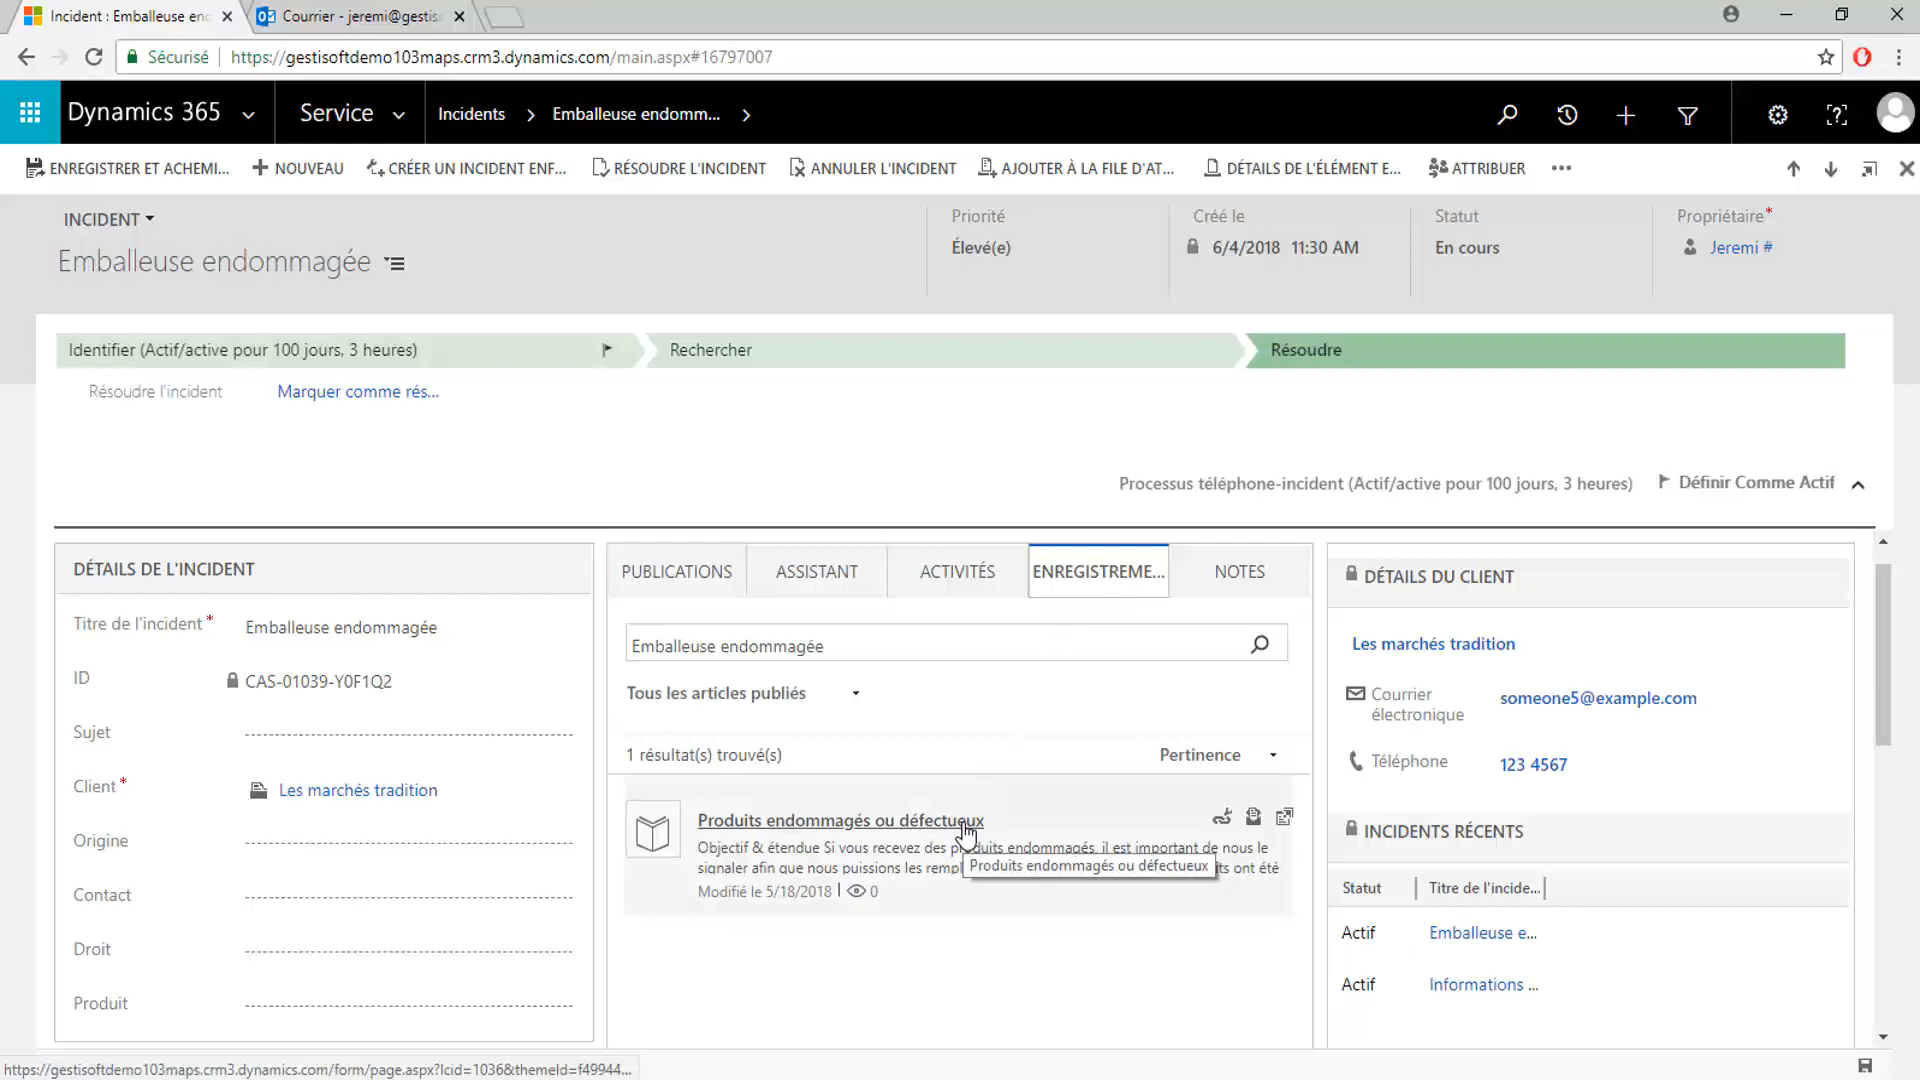 Incident : Emballeuse en
Courrier - jeremi@gestis
Sécurisé
https://gestisoftdemo103maps.crm3.dynamics.com/main.aspx#16797007
Dynamics 365
Service
Incidents
Emballeuse endomm...
ENREGISTRER ET ACHEMI...
NOUVEAU
CRÉER UN INCIDENT ENF...
RÉSOUDRE L'INCIDENT
ANNULER L'INCIDENT
AJOUTER À LA FILE D'AT...
DÉTAILS DE L'ÉLÉMENT E...
ATTRIBUER
INCIDENT
Emballeuse endommagée
Priorité
Élevé(e)
Créé le
6/4/2018 11:30 AM
Statut
En cours
Propriétaire*
Jeremi #
Identifier (Actif/active pour 100 jours, 3 heures)
Rechercher
Résoudre
Résoudre l'incident
Marquer comme rés...
Processus téléphone-incident (Actif/active pour 100 jours, 3 heures)
Définir Comme Actif
DÉTAILS DE L'INCIDENT
Titre de l'incident*
Emballeuse endommagée
ID
CAS-01039-Y0F1Q2
Sujet
Client*
Les marchés tradition
Origine
Contact
Droit
Produit
PUBLICATIONS
ASSISTANT
ACTIVITÉS
ENREGISTREME...
NOTES
Emballeuse endommagée
Tous les articles publiés
1 résultat(s) trouvé(s)
Pertinence
Produits endommagés ou défectueux
Objectif & étendue Si vous recevez des produits endommagés, il est important de nous le
signaler afin que nous puissions les rempl
ts ont été
Produits endommagés ou défectueux
Modifié le 5/18/2018 | 0
DÉTAILS DU CLIENT
Les marchés tradition
Courrier
électronique
someone5@example.com
Téléphone
123 4567
INCIDENTS RÉCENTS
Statut
Titre de l'incide...
Actif
Emballeuse e...
Actif
Informations ...
https://gestisoftdemo103maps.crm3.dynamics.com/form/page.aspx?lcid=1036&themeId=f49944...